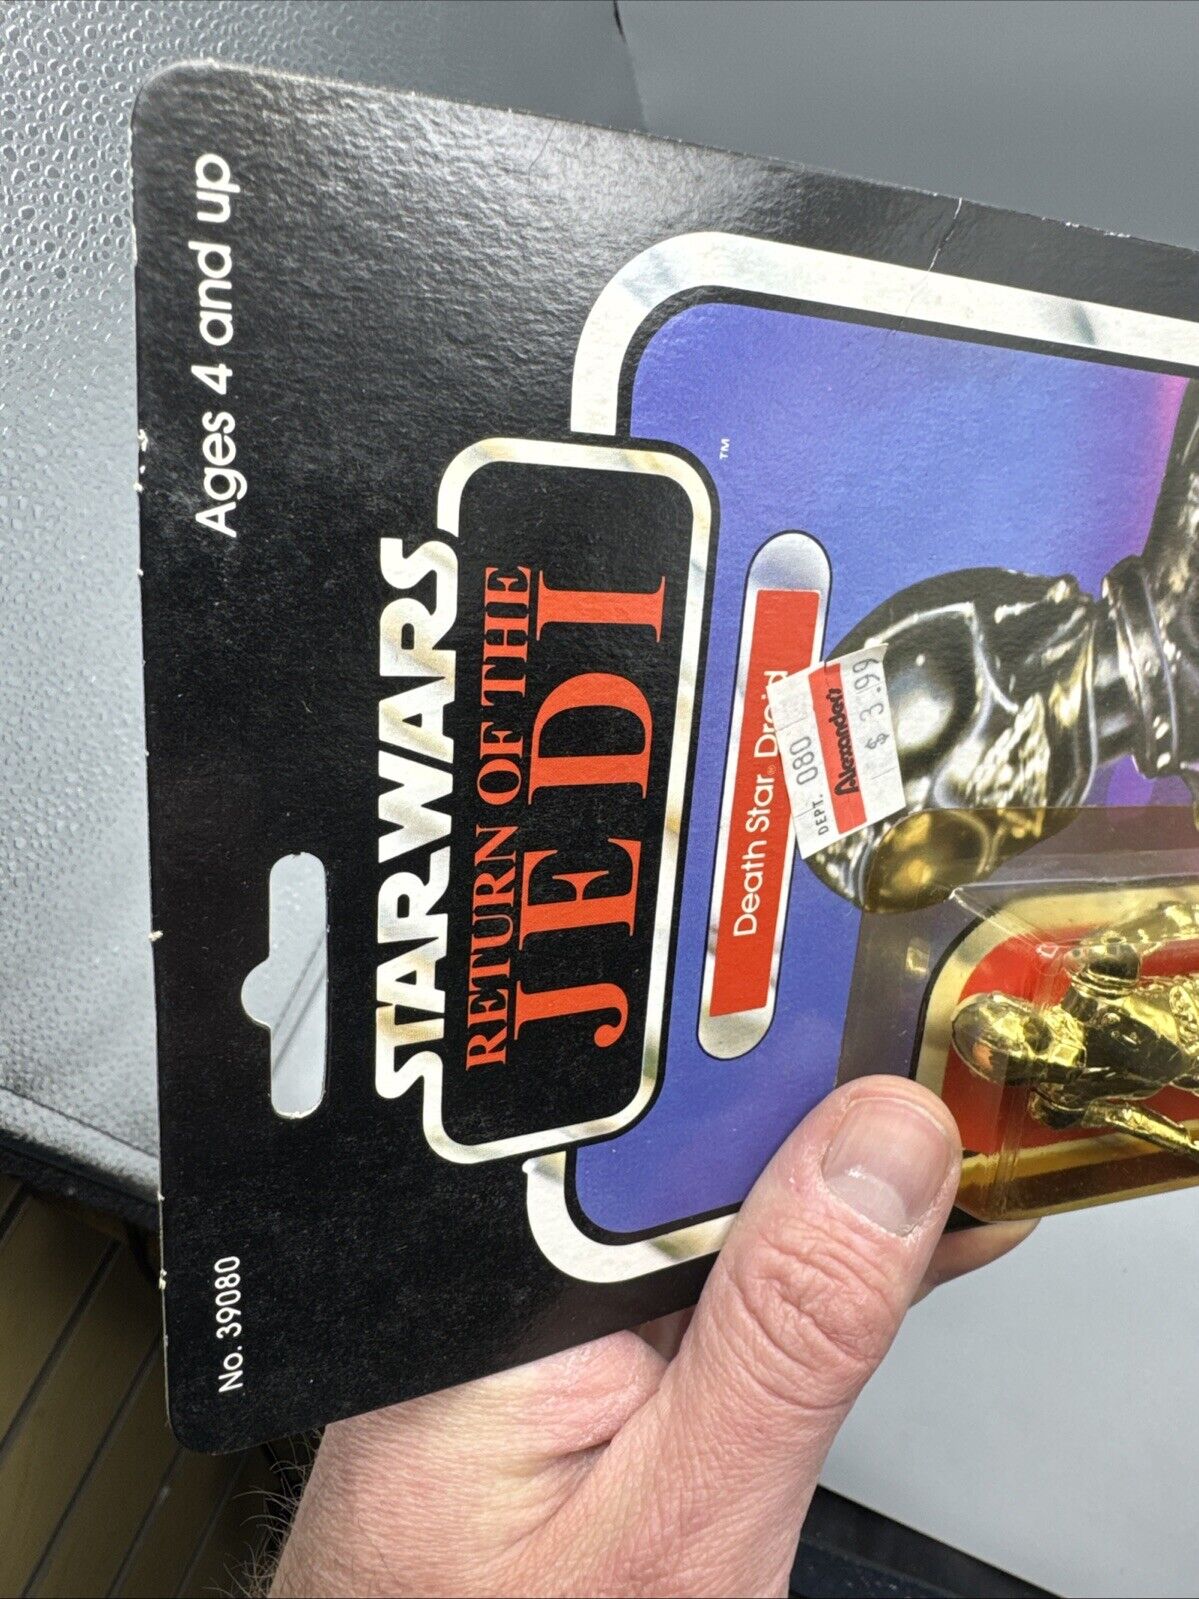 No. 39080
Ages 4 and up
STAR WARS
RETURN OF THE
JEDI
™
Death Star® Droid
DEPT. 080
Alexander's
$ 3.99